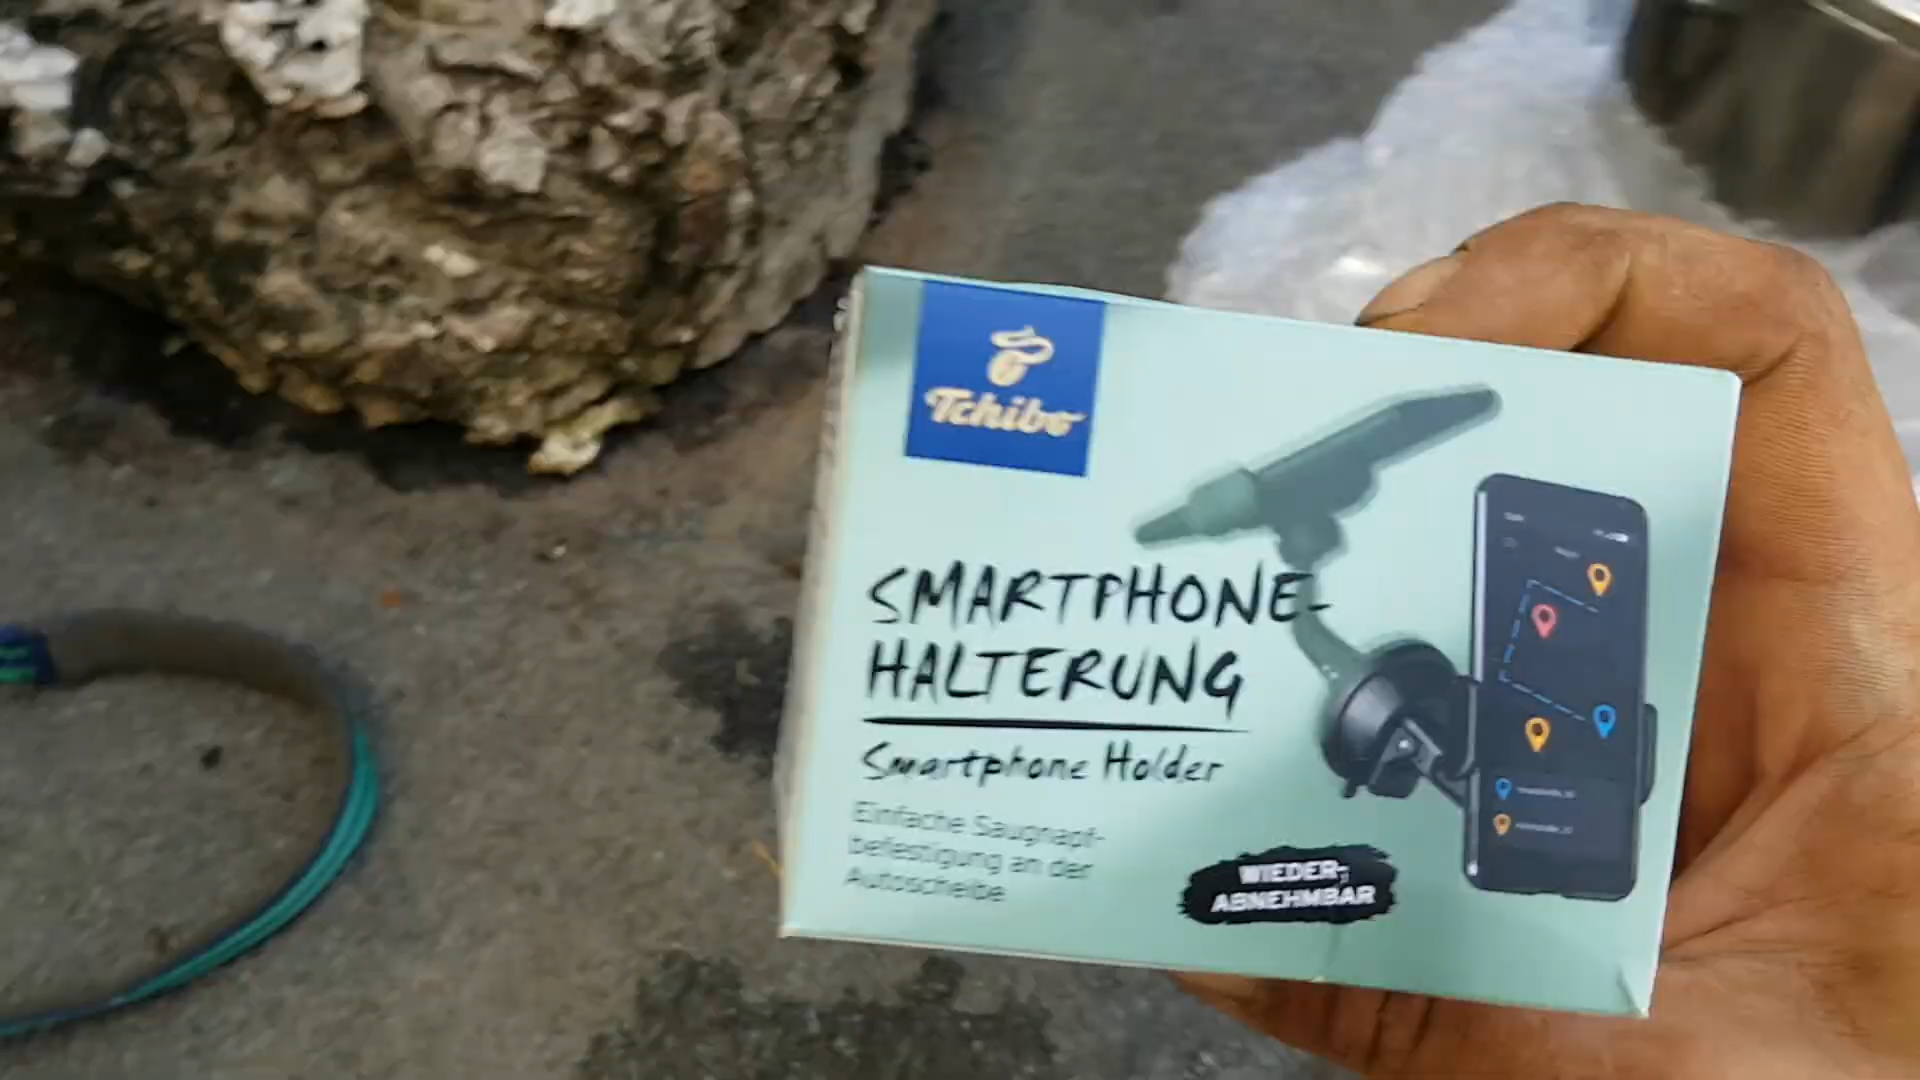 Tchibo
SMARTPHONE-
HALTERUNG
Smartphone Holder
Einfache Saugnapf-
befestigung an der
Autoscheibe
WIEDER-
ABNEHMBAR